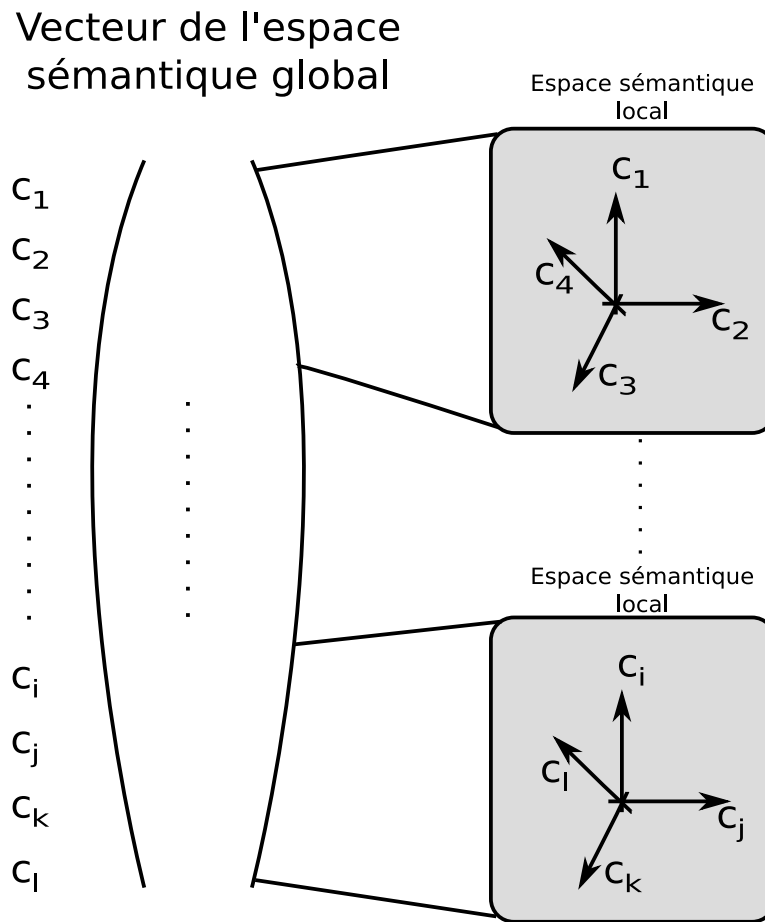 Vecteur de l'espace
sémantique global
c1
c2
c3
c4
ci
cj
ck
cl
Espace sémantique
local
c1
c4
c2
c3
Espace sémantique
local
ci
cl
cj
ck